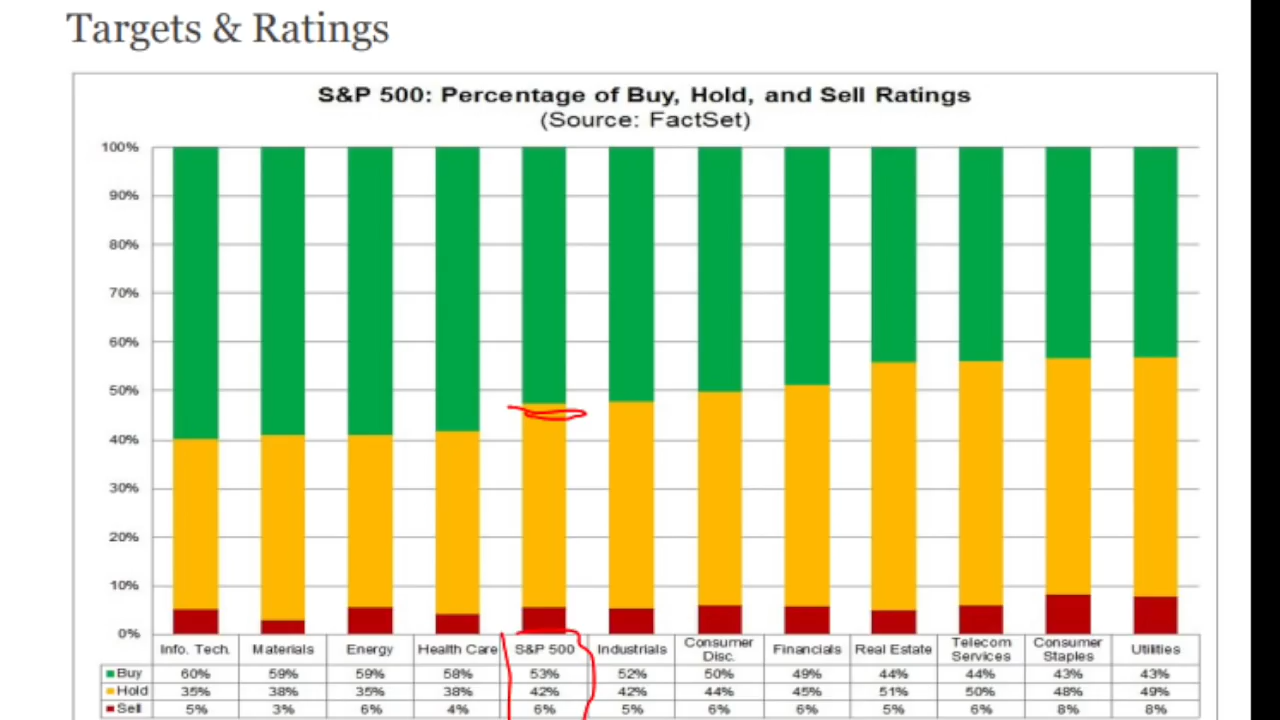 Targets & Ratings
S&P 500: Percentage of Buy, Hold, and Sell Ratings
(Source: FactSet)
100%
90%
80%
70%
60%
50%
40%
30%
20%
10%
0%
Info. Tech. Materials Energy Health Care S&P 500 Industrials Consumer Disc. Financials Real Estate Telecom Services Consumer Staples Utilities
Buy 60% 59% 59% 58% 53% 52% 50% 49% 44% 44% 43% 43%
Hold 35% 38% 35% 38% 42% 42% 44% 45% 51% 50% 48% 49%
Sell 5% 3% 6% 4% 6% 5% 6% 6% 5% 6% 8% 8%